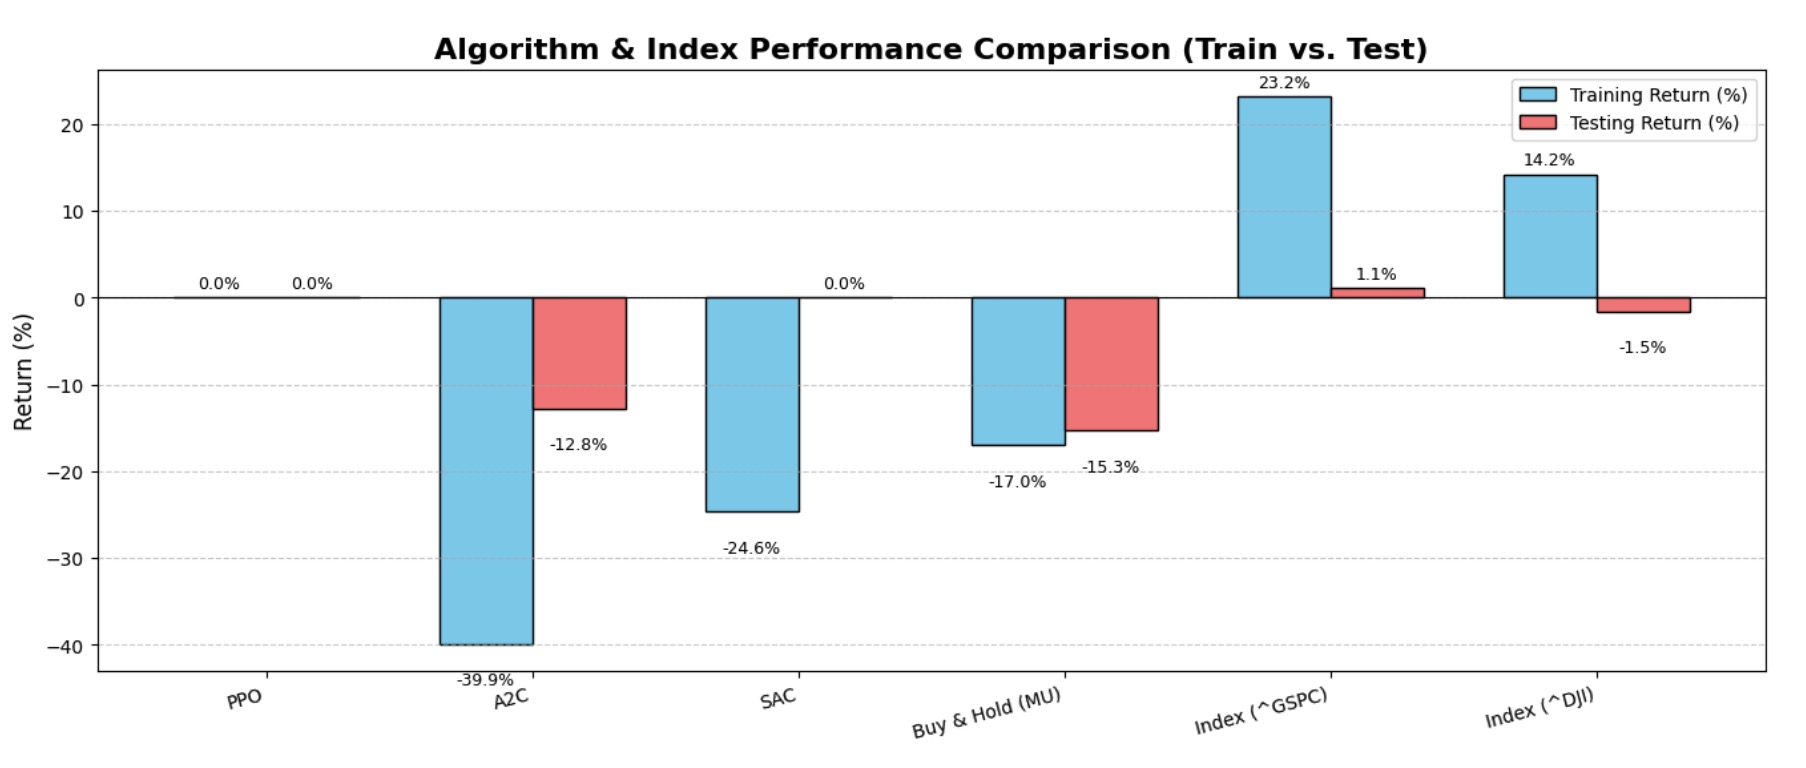 Algorithm & Index Performance Comparison (Train vs. Test)
Training Return (%)
Testing Return (%)
Return (%)
20
10
0
−10
−20
−30
−40
0.0%
0.0%
-39.9%
-12.8%
-24.6%
0.0%
-17.0%
-15.3%
23.2%
1.1%
14.2%
-1.5%
PPO
A2C
SAC
Buy & Hold (MU)
Index (^GSPC)
Index (^DJI)